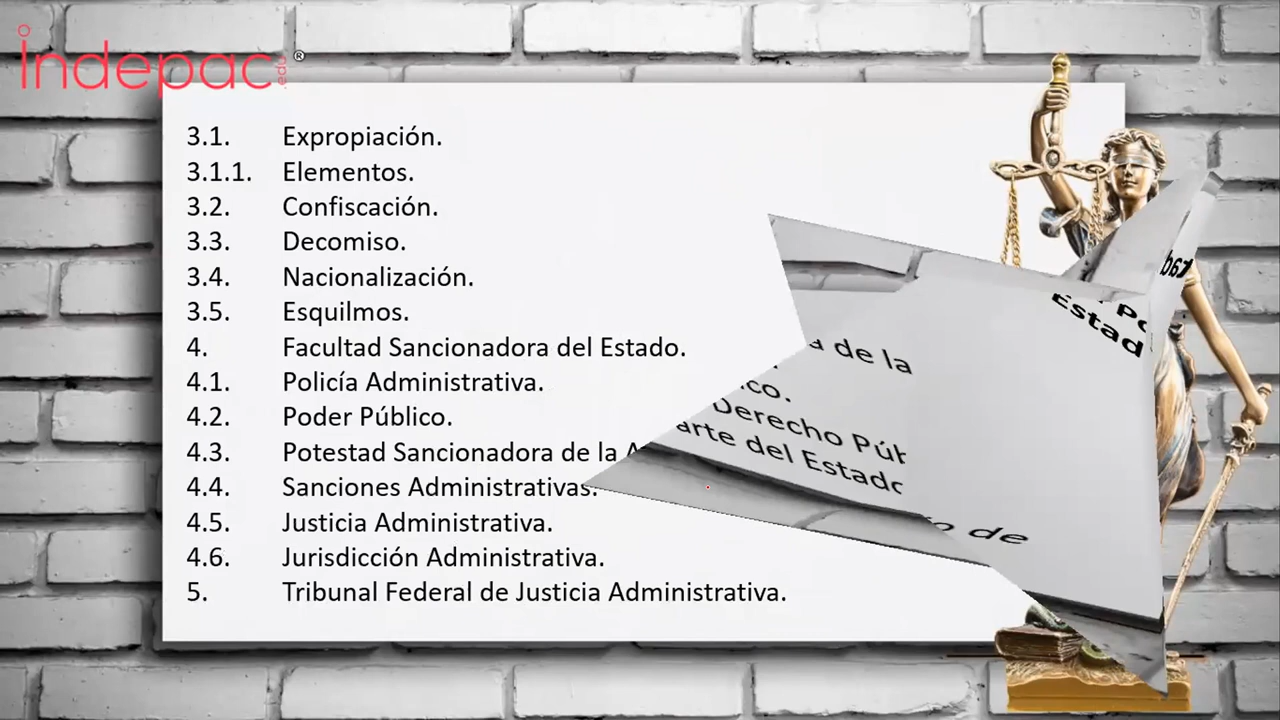 indepac.edu®
3.1. Expropiación.
3.1.1. Elementos.
3.2. Confiscación.
3.3. Decomiso.
3.4. Nacionalización.
3.5. Esquilmos.
4. Facultad Sancionadora del Estado.
4.1. Policía Administrativa.
4.2. Poder Público.
4.3. Potestad Sancionadora de la
4.4. Sanciones Administrativas.
4.5. Justicia Administrativa.
4.6. Jurisdicción Administrativa.
5. Tribunal Federal de Justicia Administrativa.
de la
Derecho
del Estado
de